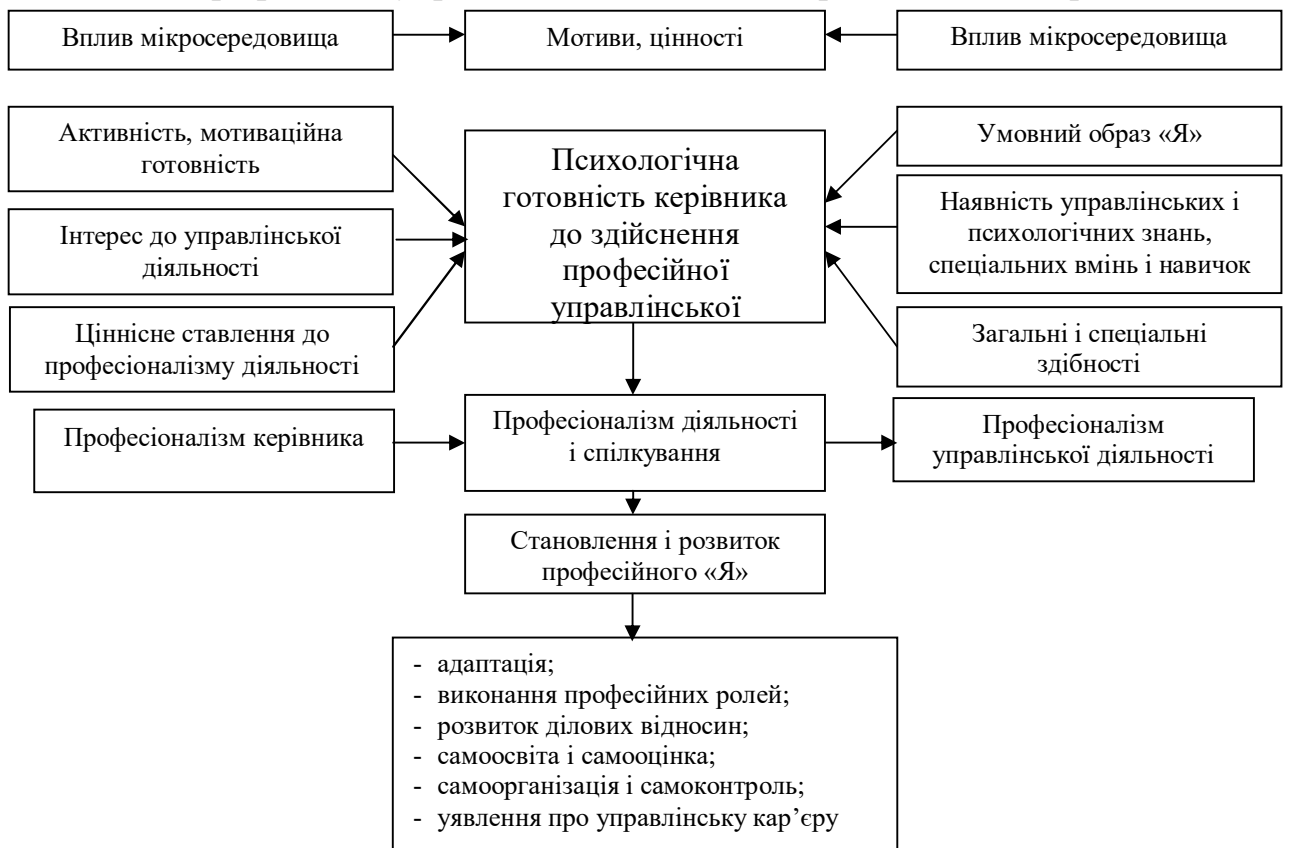 Вплив мікросередовища
Мотиви, цінності
Вплив мікросередовища
Активність, мотиваційна
готовність
Інтерес до управлінської
діяльності
Ціннісне ставлення до
професіоналізму діяльності
Психологічна
готовність керівника
до здійснення
професійної
управлінської
Умовний образ «Я»
Наявність управлінських і
психологічних знань,
спеціальних вмінь і навичок
Загальні і спеціальні
здібності
Професіоналізм керівника
Професіоналізм діяльності
і спілкування
Професіоналізм
управлінської діяльності
Становлення і розвиток
професійного «Я»
- адаптація;
- виконання професійних ролей;
- розвиток ділових відносин;
- самоосвіта і самооцінка;
- самоорганізація і самоконтроль;
- уявлення про управлінську кар’єру